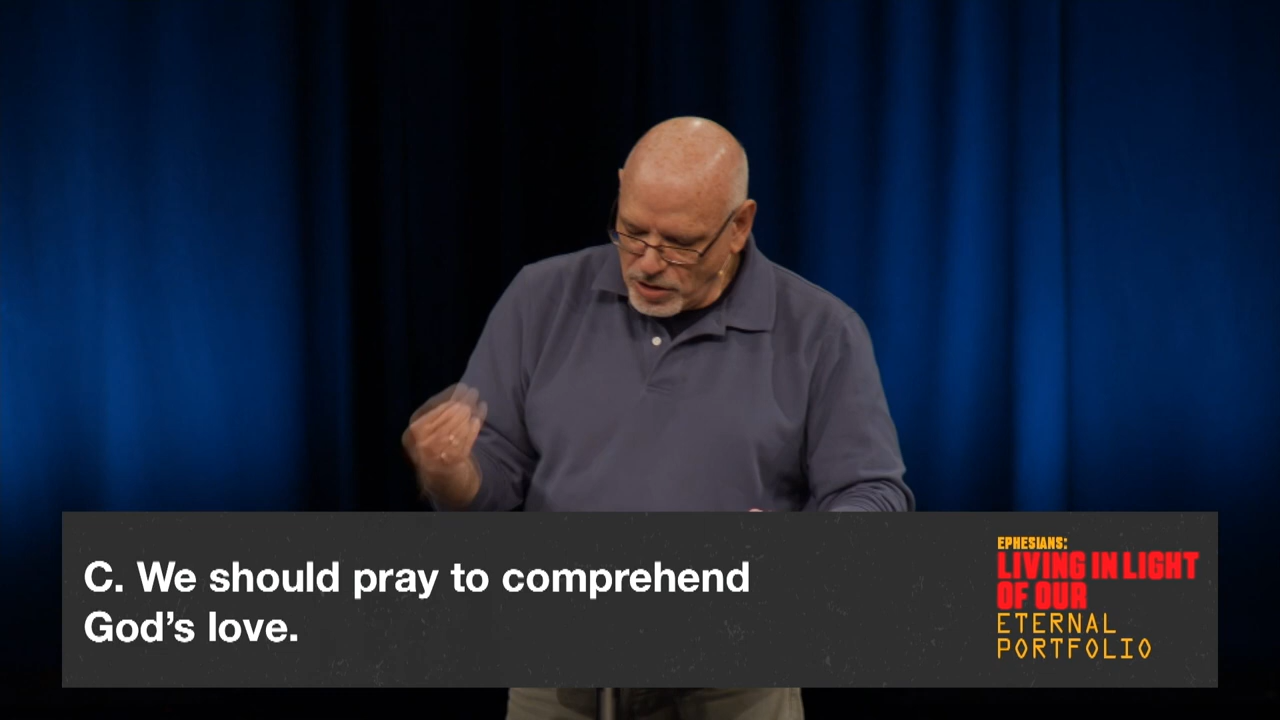 C. We should pray to comprehend
God's love.
EPHESIANS:
LIVING IN LIGHT
OF OUR
ETERNAL
PORTFOLIO